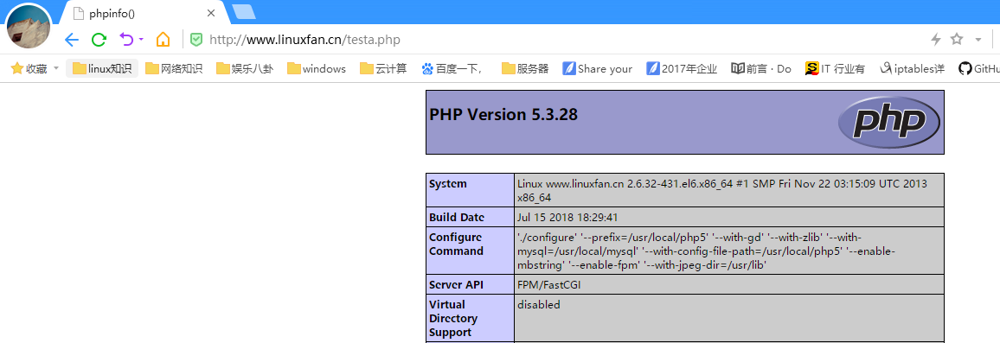 phpinfo()
http://www.linuxfan.cn/testa.php
收藏 linux知识 网络知识 娱乐八卦 windows 云计算 百度一下, 服务器 Share your 2017年企业 前言 · Do IT 行业有 iptables详 GitHu
PHP Version 5.3.28
php
System Linux www.linuxfan.cn 2.6.32-431.el6.x86_64 #1 SMP Fri Nov 22 03:15:09 UTC 2013
x86_64
Build Date Jul 15 2018 18:29:41
Configure './configure' '--prefix=/usr/local/php5' '--with-gd' '--with-zlib' '--with-
Command mysql=/usr/local/mysql' '--with-config-file-path=/usr/local/php5' '--enable-
mbstring' '--enable-fpm' '--with-jpeg-dir=/usr/lib'
Server API FPM/FastCGI
Virtual disabled
Directory
Support